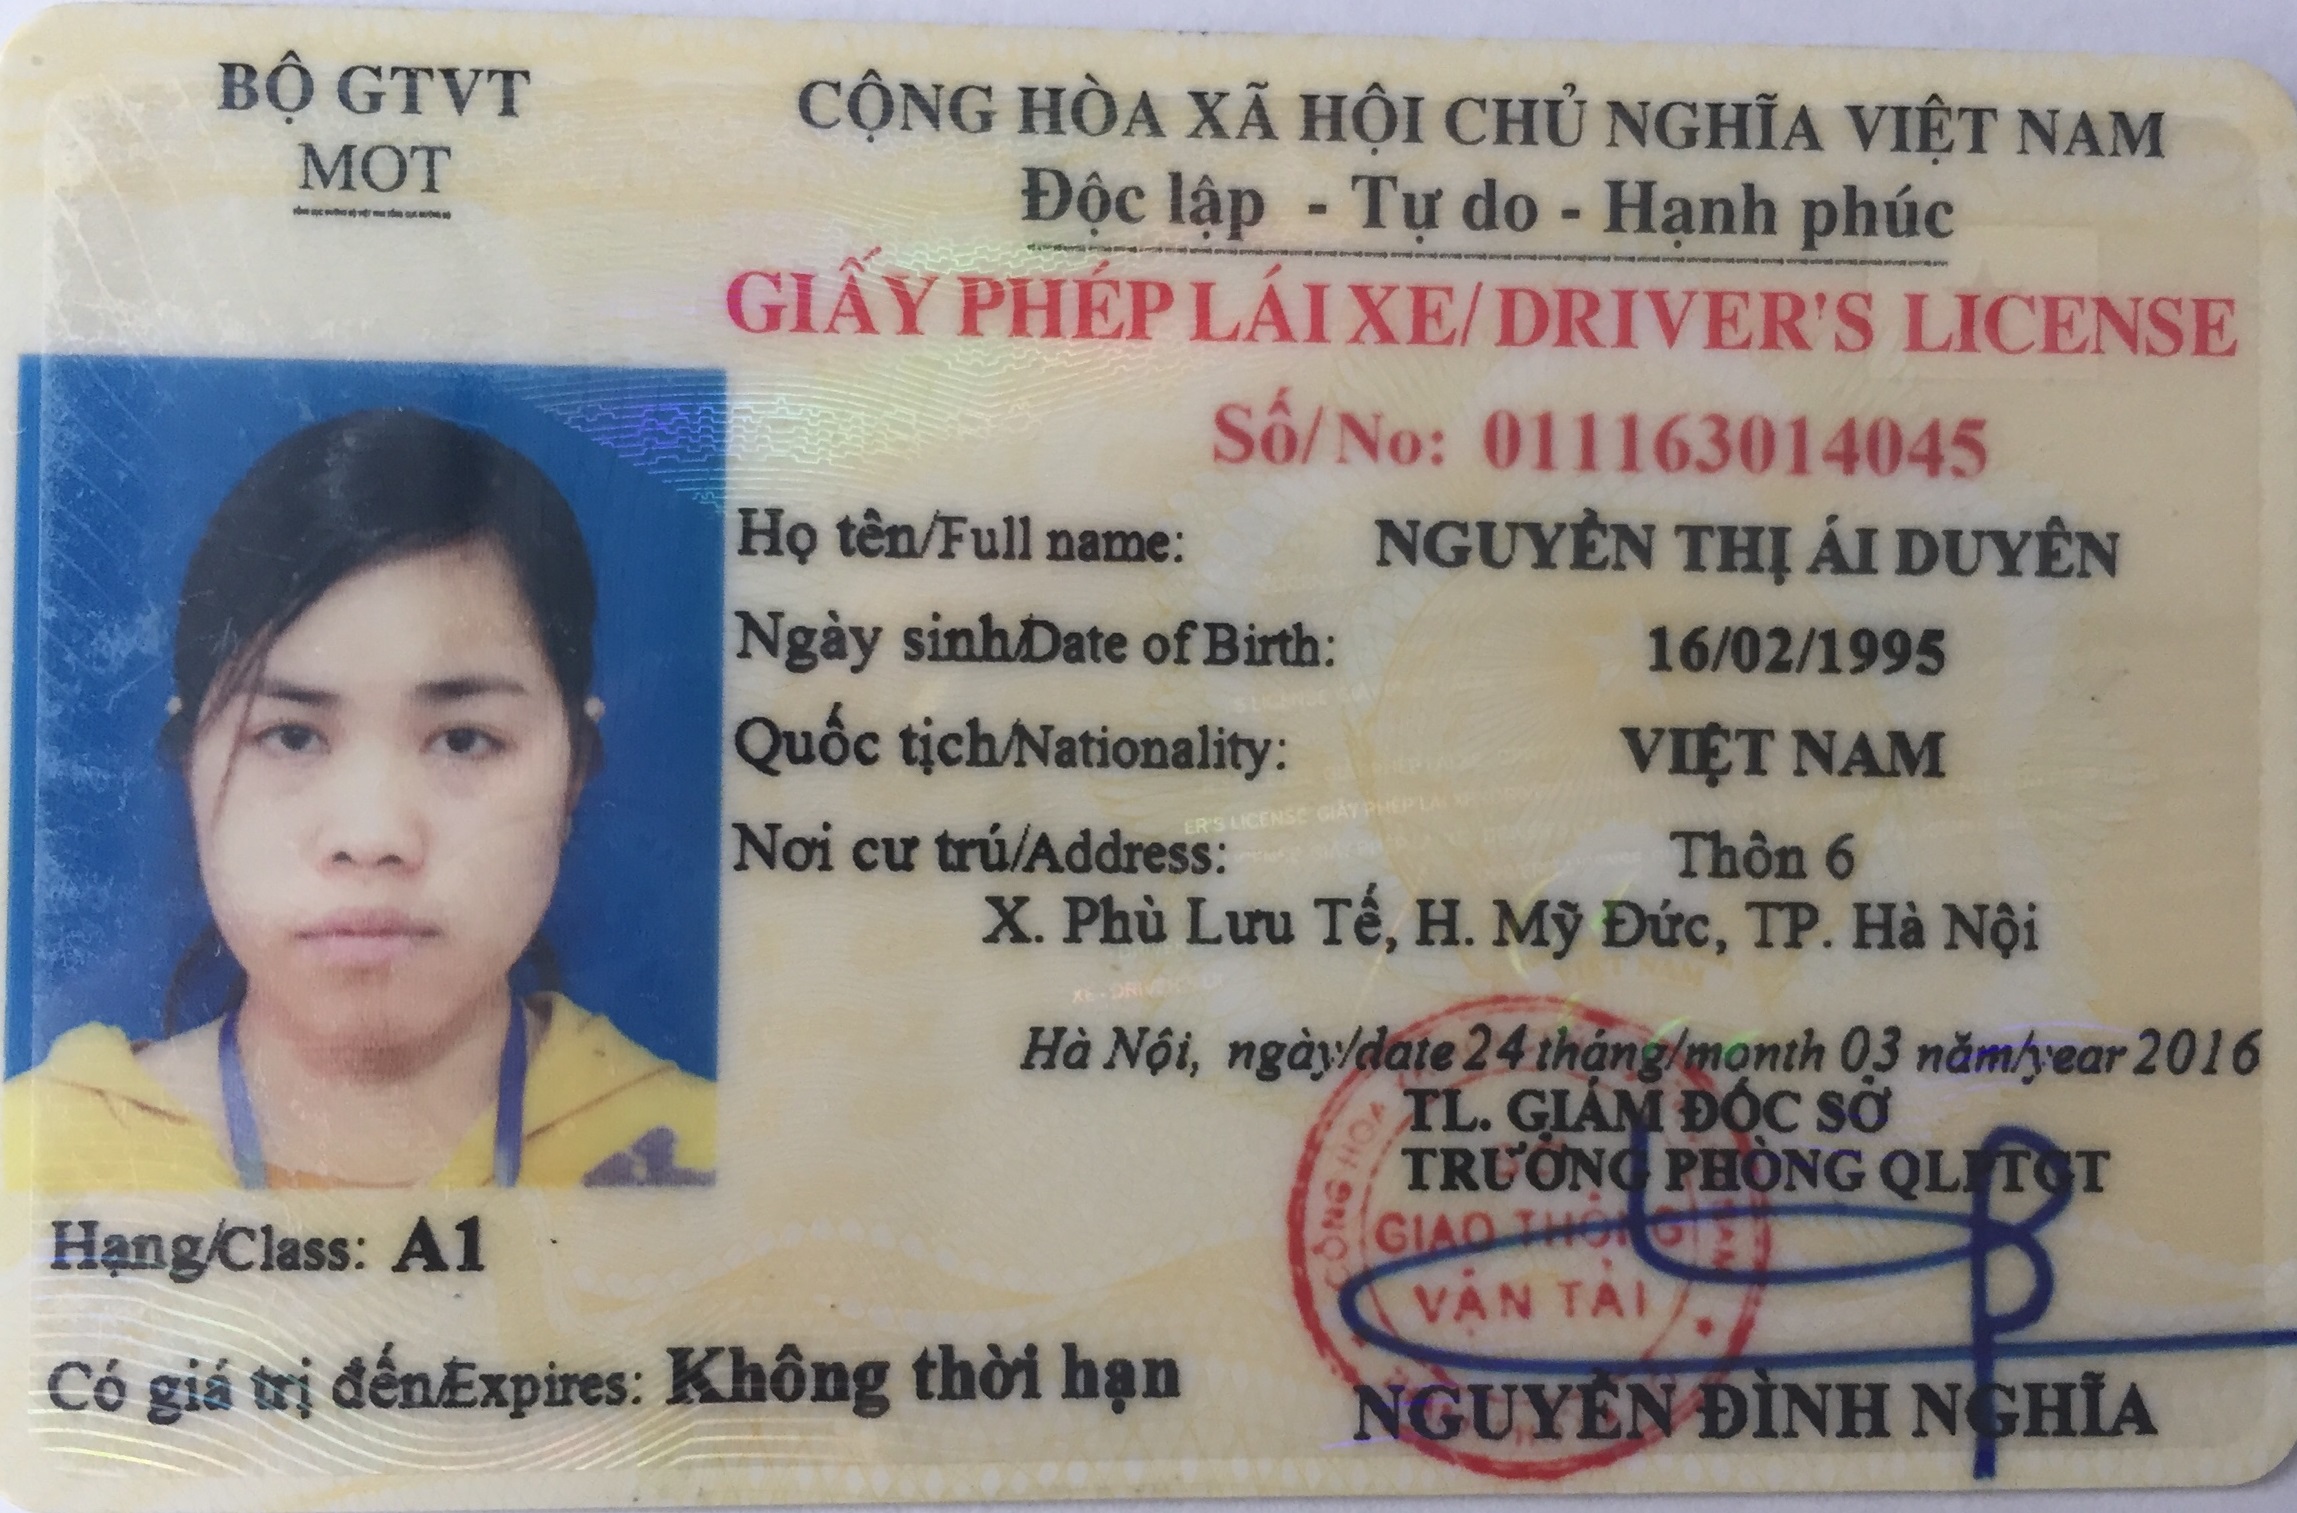 BỘ GTVT
MOT
CỘNG HÒA XÃ HỘI CHỦ NGHĨA VIỆT NAM
Độc lập - Tự do - Hạnh phúc
GIẤY PHÉP LÁI XE/DRIVER'S LICENSE
Số/No: 011163014045
Họ tên/Full name: NGUYỄN THỊ ÁI DUYÊN
Ngày sinh/Date of Birth: 16/02/1995
Quốc tịch/Nationality: VIỆT NAM
Nơi cư trú/Address: Thôn 6
X. Phù Lưu Tế, H. Mỹ Đức, TP. Hà Nội
Hà Nội, ngày/date 24 tháng/month 03 năm/year 2016
TL. GIÁM ĐỐC SỞ
TRƯỞNG PHÒNG QLPTGT
GIAO THÔNG
VẬN TẢI
Hạng/Class: A1
Có giá trị đến/Expires: Không thời hạn
NGUYỄN ĐÌNH NGHĨA